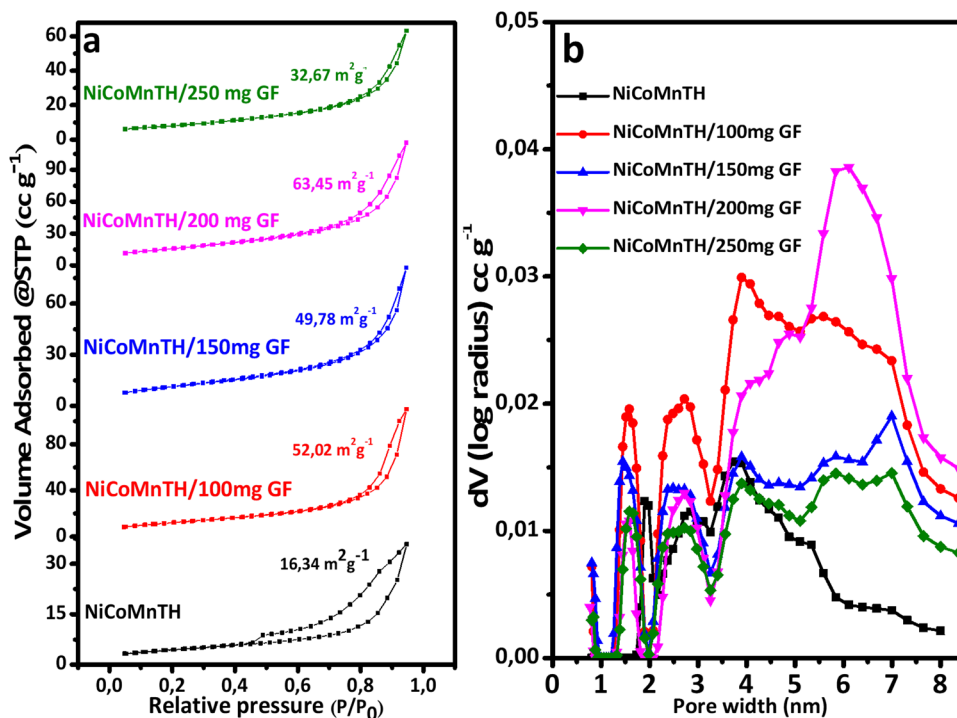 a
Volume Adsorbed @STP (cc g⁻¹)
60
40
20
0
NiCoMnTH/250 mg GF
32,67 m²g⁻
90
60
30
0
NiCoMnTH/200 mg GF
63,45 m²g⁻¹
60
30
0
NiCoMnTH/150mg GF
49,78 m²g⁻¹
80
40
0
NiCoMnTH/100mg GF
52,02 m²g⁻¹
30
15
0
NiCoMnTH
16,34 m²g⁻¹
0,0 0,2 0,4 0,6 0,8 1,0
Relative pressure (P/P₀)
b
dV (log radius) cc g⁻¹
0,05
0,04
0,03
0,02
0,01
0,00
NiCoMnTH
NiCoMnTH/100mg GF
NiCoMnTH/150mg GF
NiCoMnTH/200mg GF
NiCoMnTH/250mg GF
0 1 2 3 4 5 6 7 8
Pore width (nm)